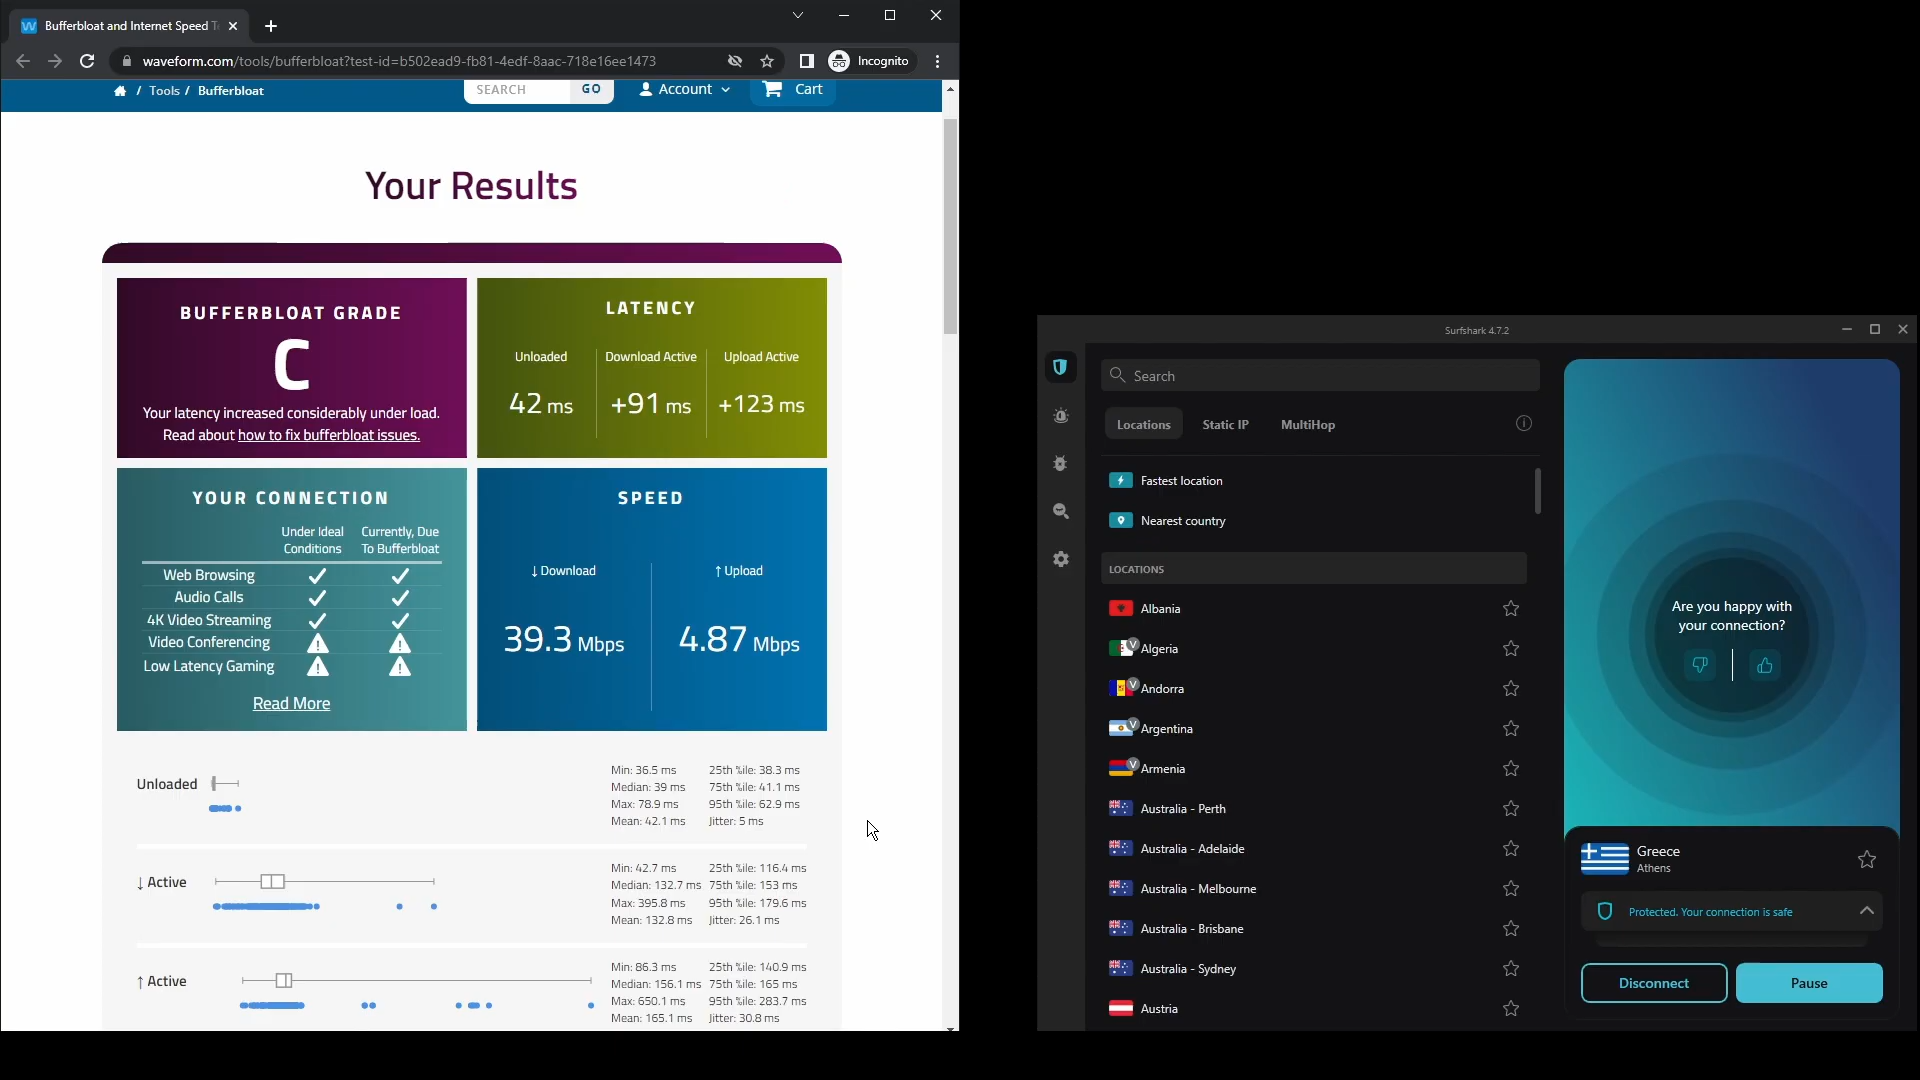 Bufferbloat and Internet Speed T
waveform.com/tools/bufferbloat?test-id=b502ead9-fb81-4edf-8aac-718e16ee1473
Incognito
/ Tools / Bufferbloat
SEARCH
GO
Account
Cart
Your Results
BUFFERBLOAT GRADE
C
Your latency increased considerably under load.
Read about how to fix bufferbloat issues.
LATENCY
Unloaded
Download Active
Upload Active
42 ms
+91 ms
+123 ms
YOUR CONNECTION
Under Ideal Conditions
Currently, Due To Bufferbloat
Web Browsing
Audio Calls
4K Video Streaming
Video Conferencing
Low Latency Gaming
Read More
SPEED
↓ Download
↑ Upload
39.3 Mbps
4.87 Mbps
Unloaded
Min: 36.5 ms 25th %ile: 38.3 ms
Median: 39 ms 75th %ile: 41.1 ms
Max: 78.9 ms 95th %ile: 62.9 ms
Mean: 42.1 ms Jitter: 5 ms
↓ Active
Min: 42.7 ms 25th %ile: 116.4 ms
Median: 132.7 ms 75th %ile: 153 ms
Max: 395.8 ms 95th %ile: 179.6 ms
Mean: 132.8 ms Jitter: 26.1 ms
↑ Active
Min: 86.3 ms 25th %ile: 140.9 ms
Median: 156.1 ms 75th %ile: 165 ms
Max: 650.1 ms 95th %ile: 283.7 ms
Mean: 165.1 ms Jitter: 30.8 ms
Surfshark 4.7.2
Search
Locations
Static IP
MultiHop
Fastest location
Nearest country
LOCATIONS
Albania
V Algeria
V Andorra
V Argentina
V Armenia
Australia - Perth
Australia - Adelaide
Australia - Melbourne
Australia - Brisbane
Australia - Sydney
Austria
Are you happy with
your connection?
Greece
Athens
Protected. Your connection is safe
Disconnect
Pause